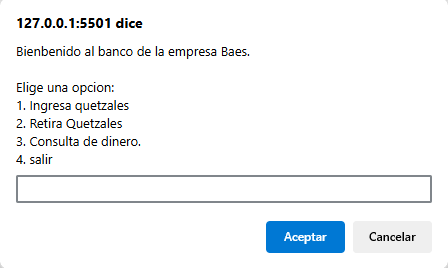 127.0.0.1:5501 dice
Bienbenido al banco de la empresa Baes.
Elige una opcion:
1. Ingresa quetzales
2. Retira Quetzales
3. Consulta de dinero.
4. salir
Aceptar
Cancelar